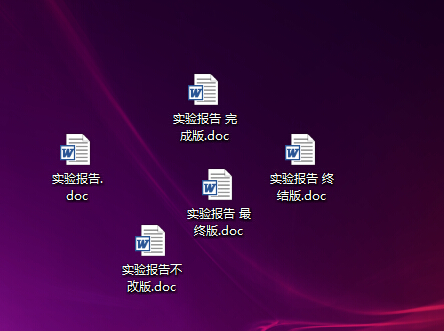 实验报告 完
成版.doc
实验报告.
doc
实验报告 终
结版.doc
实验报告 最
终版.doc
实验报告不
改版.doc